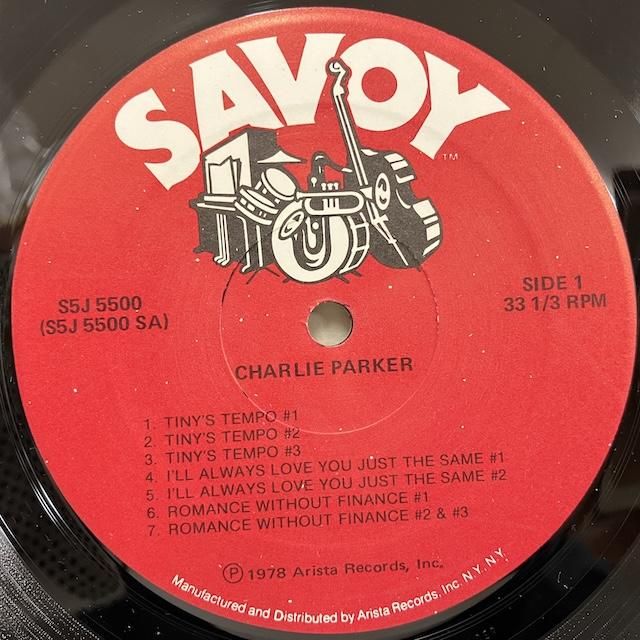 SAVOY
TM
S5J 5500
(S5J 5500 SA)
SIDE 1
33 1/3 RPM
CHARLIE PARKER
1. TINY'S TEMPO #1
2. TINY'S TEMPO #2
3. TINY'S TEMPO #3
4. I'LL ALWAYS LOVE YOU JUST THE SAME #1
5. I'LL ALWAYS LOVE YOU JUST THE SAME #2
6. ROMANCE WITHOUT FINANCE #1
7. ROMANCE WITHOUT FINANCE #2 & #3
Ⓟ 1978 Arista Records, Inc.
Manufactured and Distributed by Arista Records, Inc. N.Y. N.Y.